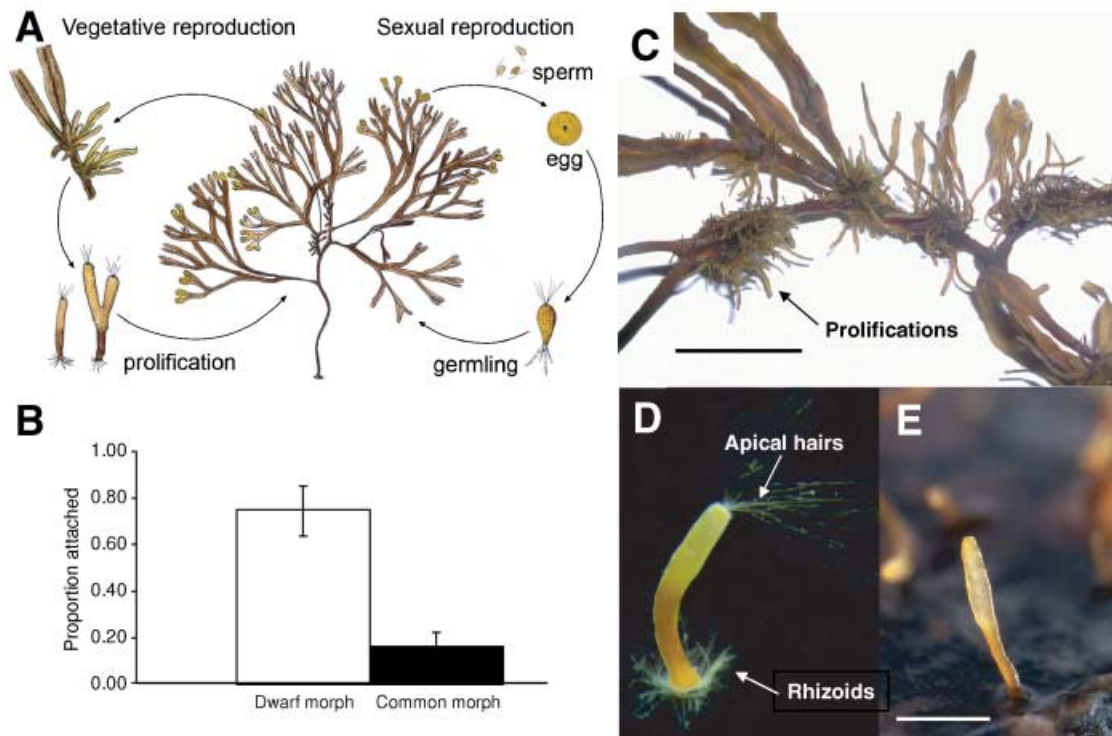 A
Vegetative reproduction
Sexual reproduction
sperm
egg
prolification
germling
B
1.00
0.80
0.60
0.40
0.20
0.00
Proportion attached
Dwarf morph
Common morph
C
Prolifications
D
Apical hairs
Rhizoids
E